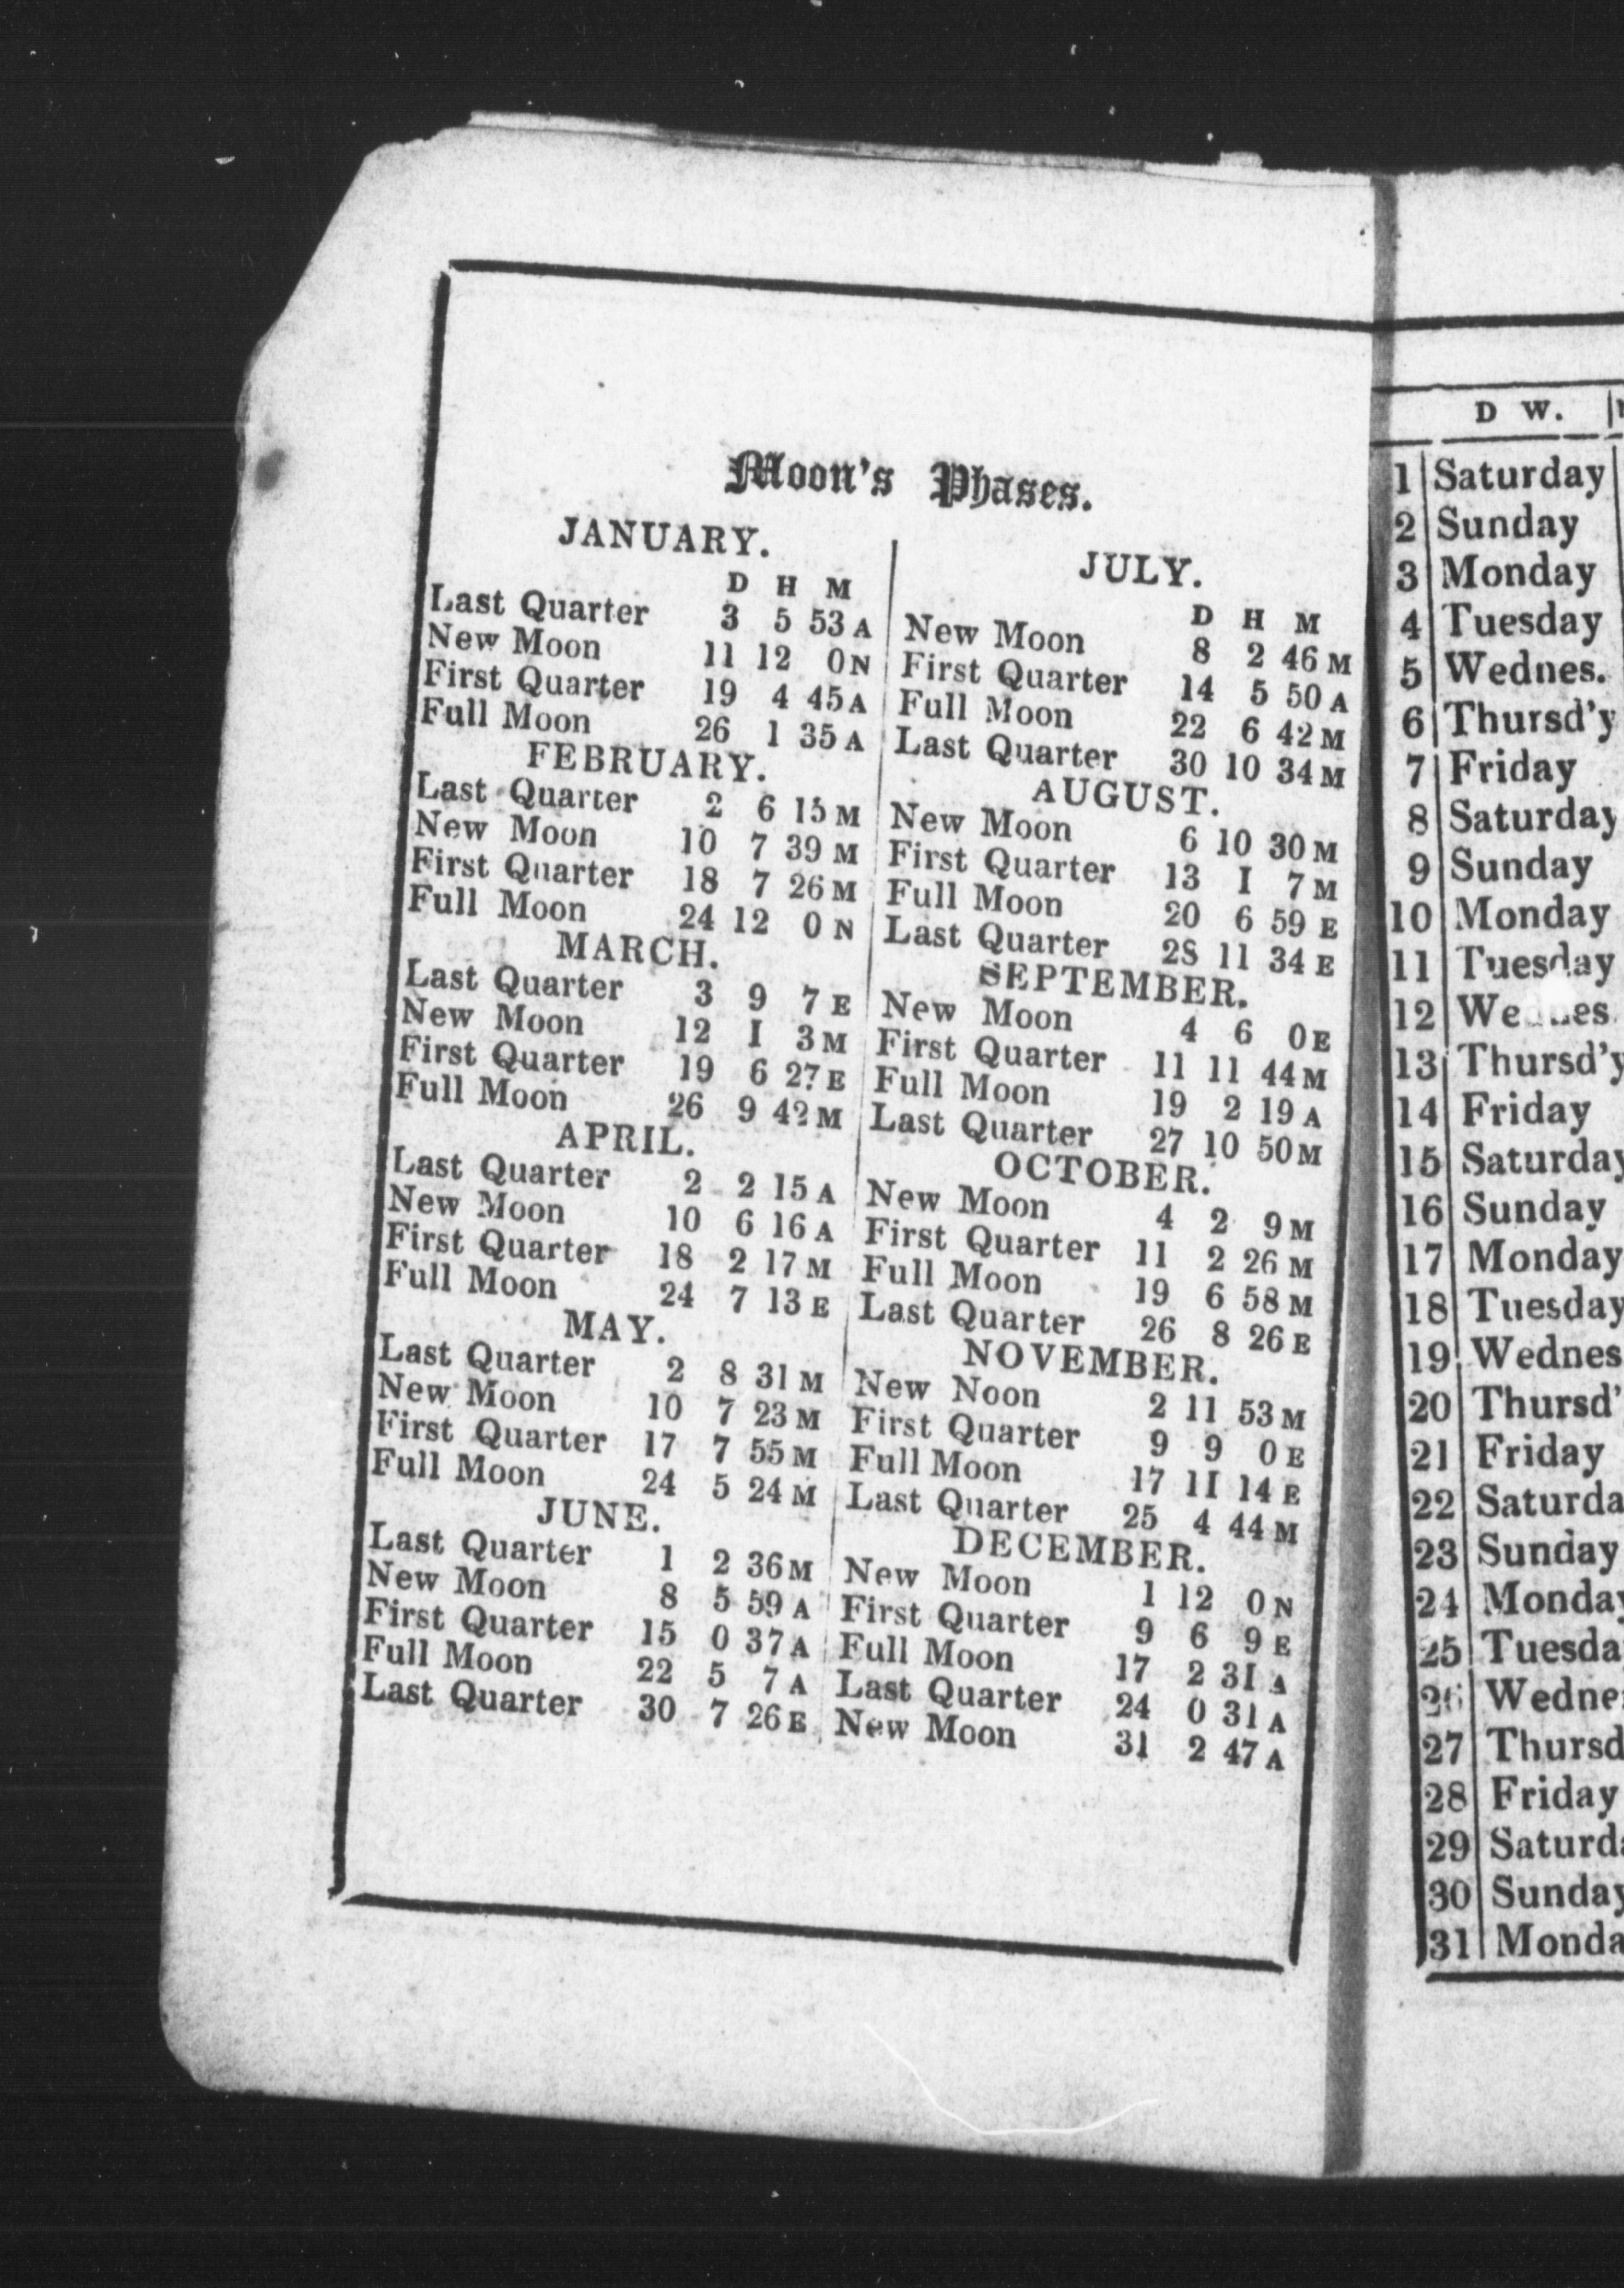 Moon's Phases.
JANUARY.
D H M
Last Quarter 3 5 53 A
New Moon 11 12 0 N
First Quarter 19 4 45 A
Full Moon 26 1 35 A
FEBRUARY.
Last Quarter 2 6 15 M
New Moon 10 7 39 M
First Quarter 18 7 26 M
Full Moon 24 12 0 N
MARCH.
Last Quarter 3 9 7 E
New Moon 12 1 3 M
First Quarter 19 6 27 E
Full Moon 26 9 42 M
APRIL.
Last Quarter 2 2 15 A
New Moon 10 6 16 A
First Quarter 18 2 17 M
Full Moon 24 7 13 E
MAY.
Last Quarter 2 8 31 M
New Moon 10 7 23 M
First Quarter 17 7 55 M
Full Moon 24 5 24 M
JUNE.
Last Quarter 1 2 36 M
New Moon 8 5 59 A
First Quarter 15 0 37 A
Full Moon 22 5 7 A
Last Quarter 30 7 26 E
JULY.
D H M
New Moon 8 2 46 M
First Quarter 14 5 50 A
Full Moon 22 6 42 M
Last Quarter 30 10 34 M
AUGUST.
New Moon 6 10 30 M
First Quarter 13 1 7 M
Full Moon 20 6 59 E
Last Quarter 28 11 34 E
SEPTEMBER.
New Moon 4 6 0 E
First Quarter 11 11 44 M
Full Moon 19 2 19 A
Last Quarter 27 10 50 M
OCTOBER.
New Moon 4 2 9 M
First Quarter 11 2 26 M
Full Moon 19 6 58 M
Last Quarter 26 8 26 E
NOVEMBER.
New Noon 2 11 53 M
First Quarter 9 9 0 E
Full Moon 17 11 14 E
Last Quarter 25 4 44 M
DECEMBER.
New Moon 1 12 0 N
First Quarter 9 6 9 E
Full Moon 17 2 31 A
Last Quarter 24 0 31 A
New Moon 31 2 47 A
D W.
1 Saturday
2 Sunday
3 Monday
4 Tuesday
5 Wednes.
6 Thursd'y
7 Friday
8 Saturday
9 Sunday
10 Monday
11 Tuesday
12
13 Thursd'y
14 Friday
15 Saturday
16 Sunday
17 Monday
18 Tuesday
19 Wednes
20 Thursd'
21 Friday
22 Saturda
23 Sunday
24 Monday
25 Tuesda
26 Wedne
27 Thursd
28 Friday
29 Saturd
30 Sunday
31 Monda